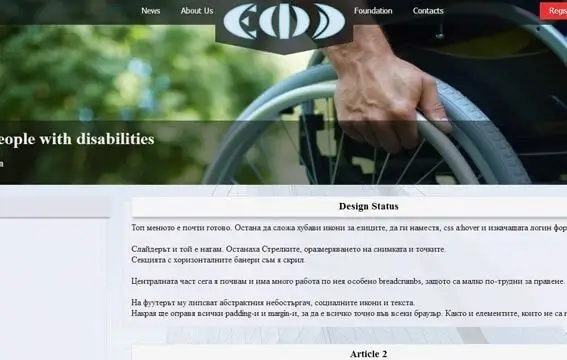 News About Us Foundation Contacts Regi
eople with disabilities
Design Status
Топ менюто е почти готово. Остана да сложа хубави икони за езиците, да ги наместя, css a:hover и изкачащата логин фор
Слайдерът и той е нагам. Останаха Стрелките, оразмеряването на снимката и точките.
Секцията с хоризонталните банери съм я скрил.
Централната част сега я почвам и има много работа по нея особено breadcrumbs, защото са малко по-трудни за правене.
На фуутерът му липсват абстрактния небостъргач, социалните икони и текста.
Накрая ще оправя всички padding-и и margin-и, за да е всичко точно във всеки браузър. Както и елементите, които не са
Article 2